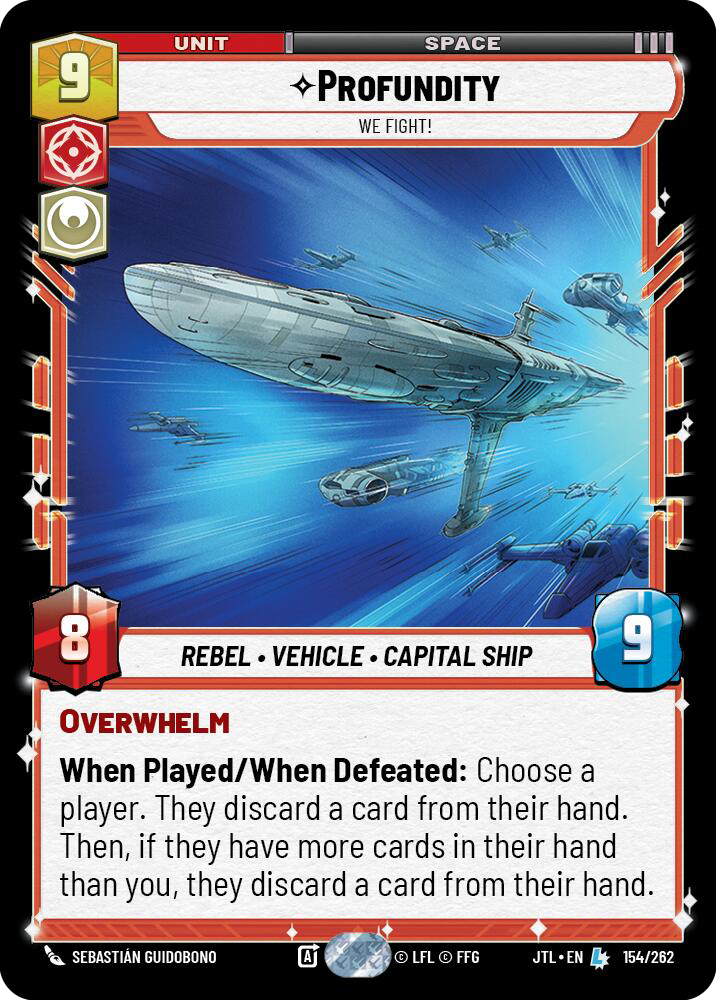 UNIT
SPACE
9
PROFUNDITY
WE FIGHT!
8
REBEL • VEHICLE • CAPITAL SHIP
9
OVERWHELM
When Played/When Defeated: Choose a
player. They discard a card from their hand.
Then, if they have more cards in their hand
than you, they discard a card from their hand.
SEBASTIÁN GUIDOBONO
A
© LFL © FFG
JTL • EN
L
154/262